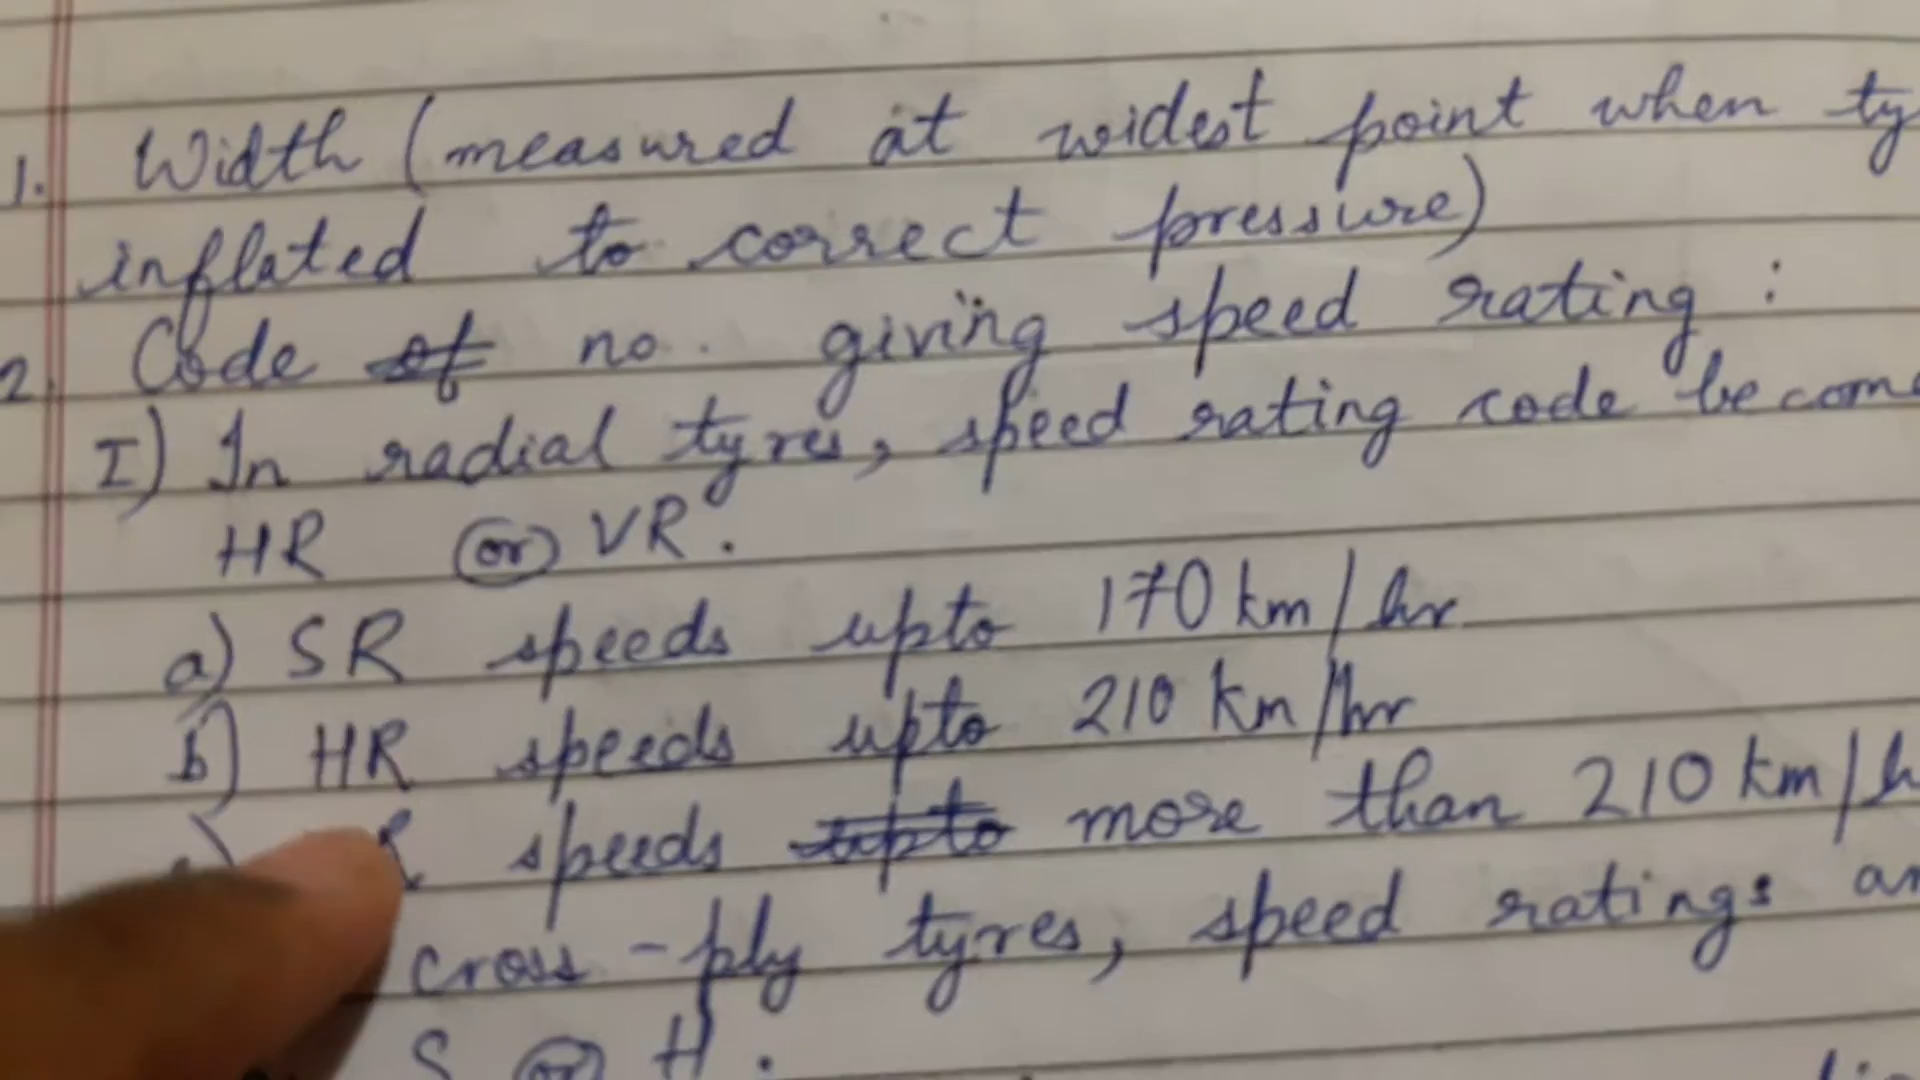 1. Width (measured at widest point when ty
inflated to correct pressure)
2. Code of no. giving speed rating :
I) In radial tyres, speed rating code become
HR or VR.
a) SR speeds upto 170 km/hr
b) HR speeds upto 210 km/hr
R speeds upto more than 210 km/h
cross-ply tyres, speed ratings
S or H.